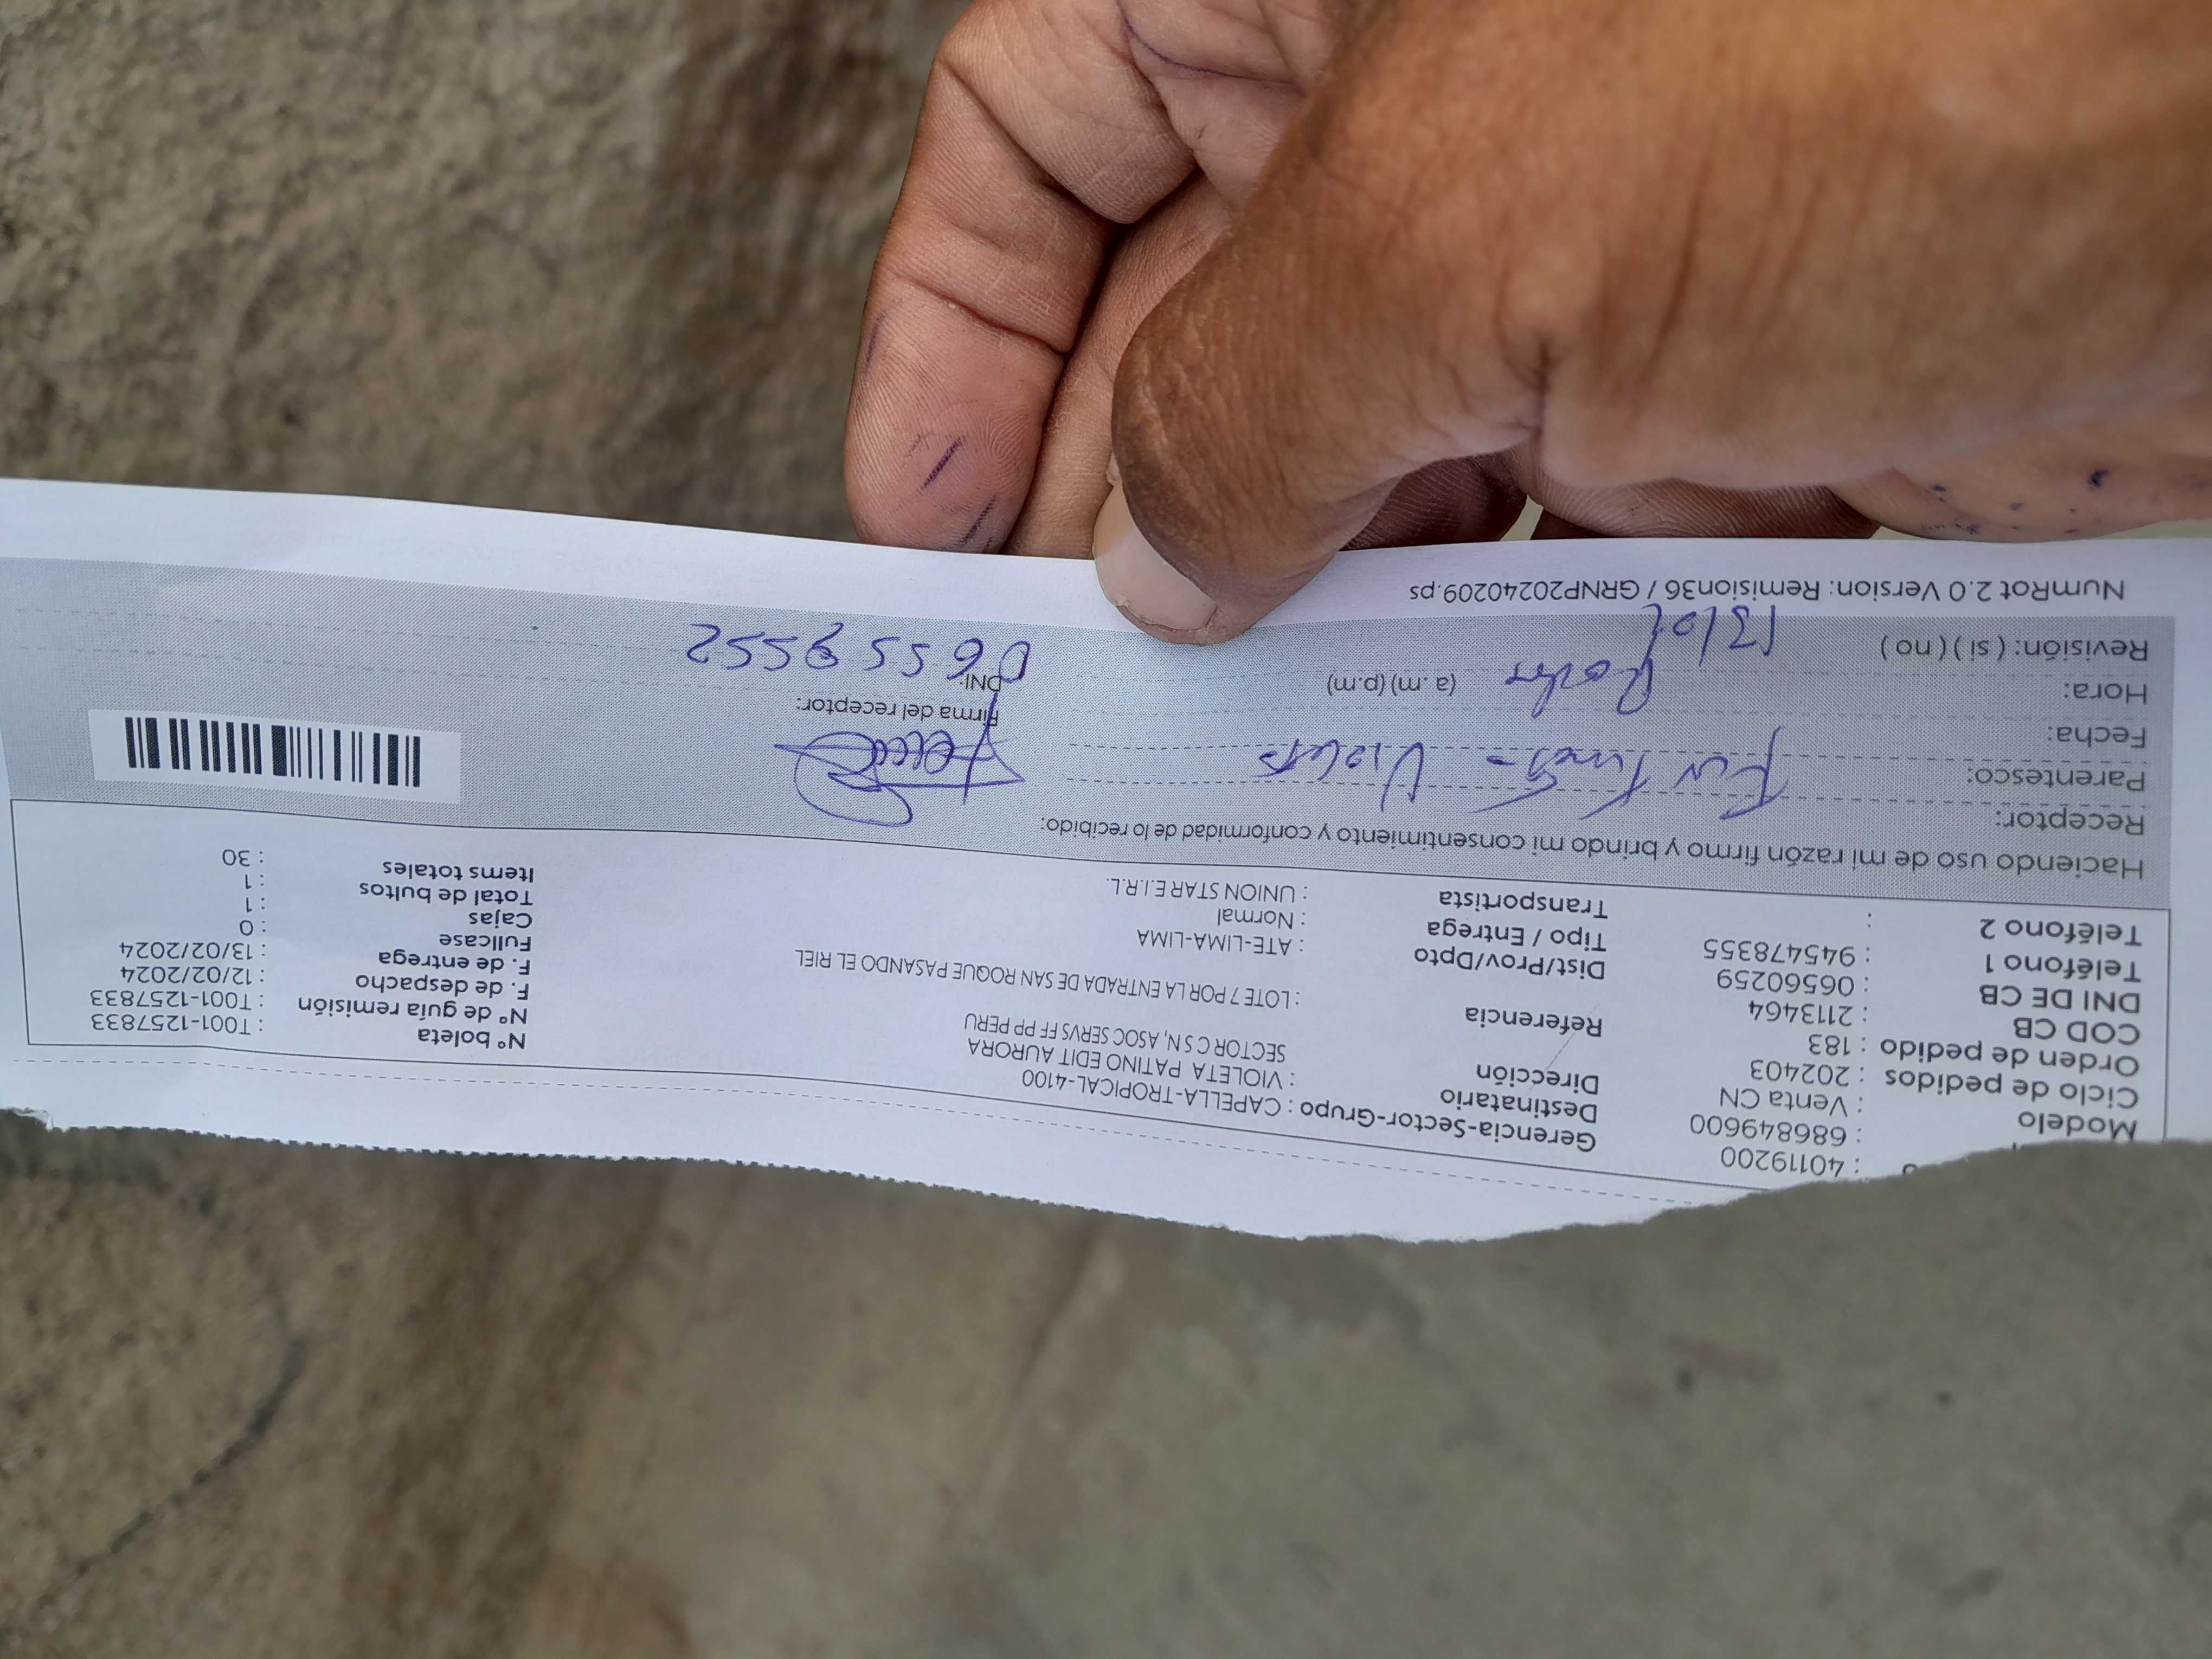 : 40119200
: 686849600
Modelo : Venta CN
Ciclo de pedidos : 202403
Orden de pedido : 183
COD CB : 2113464
DNI DE CB : 06560259
Teléfono 1 : 945478355
Teléfono 2 :
Gerencia-Sector-Grupo : CAPELLA-TROPICAL-4100
Destinatario : VIOLETA PATINO EDIT AURORA
Dirección SECTOR C S N, ASOC SERVS FF PP PERU
Referencia : LOTE 7 POR LA ENTRADA DE SAN ROQUE PASANDO EL RIEL
Dist/Prov/Dpto : ATE-LIMA-LIMA
Tipo / Entrega : Normal
Transportista : UNION STAR E.I.R.L.
Nº boleta : T001-1257833
Nº de guía remisión : T001-1257833
F. de despacho : 12/02/2024
F. de entrega : 13/02/2024
Fullcase : 0
Cajas : 1
Total de bultos : 1
Items totales : 30
Haciendo uso de mi razón firmo y brindo mi consentimiento y conformidad de lo recibido:
Receptor:
Parentesco: Violeta
Fecha:
Hora: (a.m) (p.m)
Revisión: ( si ) ( no )
Firma del receptor:
DNI: 06559552
NumRot 2.0 Version: Remision36 / GRNP20240209.ps